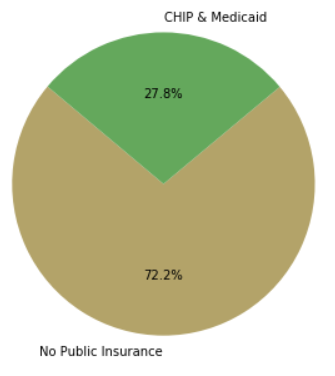 CHIP & Medicaid
27.8%
72.2%
No Public Insurance